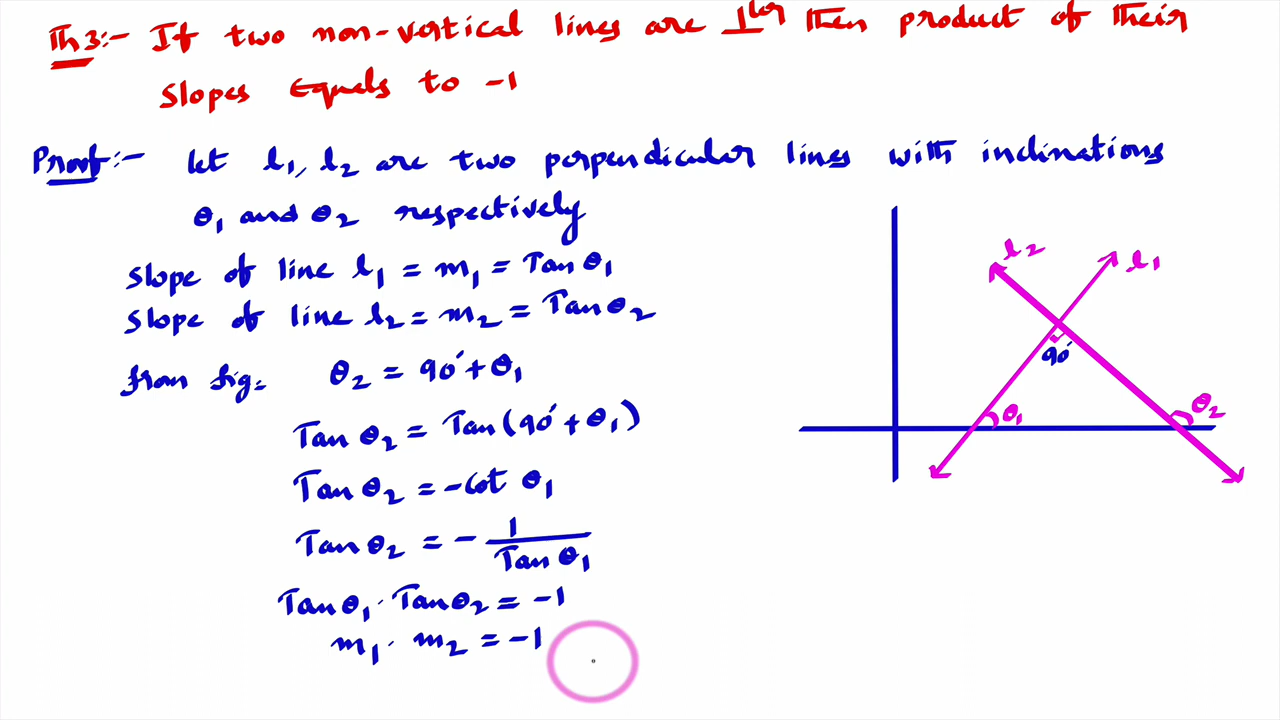 Th 3:- If two non-vertical lines are ⊥lar then product of their
slopes equals to -1
Proof:- let l₁, l₂ are two perpendicular lines with inclinations
θ₁ and θ₂ respectively
slope of line l₁ = m₁ = Tan θ₁
slope of line l₂ = m₂ = Tan θ₂
from fig: θ₂ = 90° + θ₁
Tan θ₂ = Tan (90° + θ₁)
Tan θ₂ = -cot θ₁
Tan θ₂ = - 1 / Tan θ₁
Tan θ₁ . Tan θ₂ = -1
m₁ . m₂ = -1
l₂
l₁
90°
θ₁
θ₂